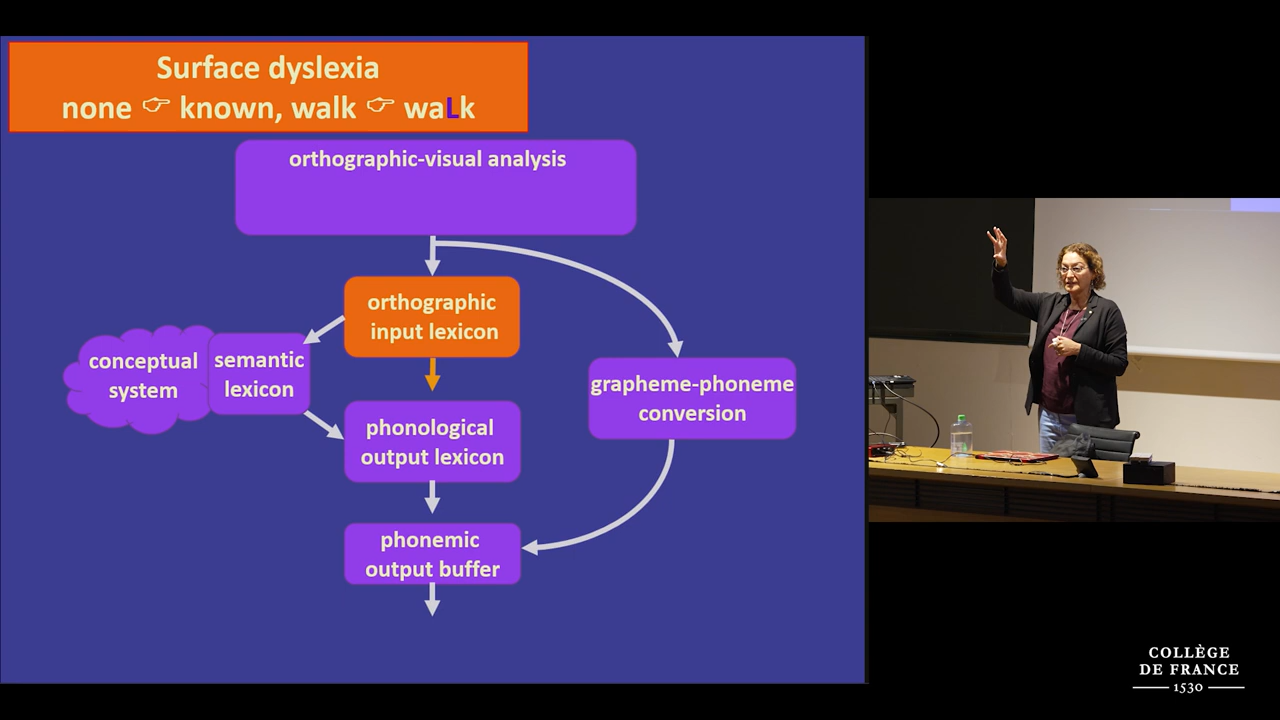 Surface dyslexia
none 👉 known, walk 👉 waLk
orthographic-visual analysis
orthographic
input lexicon
conceptual
system
semantic
lexicon
grapheme-phoneme
conversion
phonological
output lexicon
phonemic
output buffer
COLLÈGE
DE FRANCE
1530